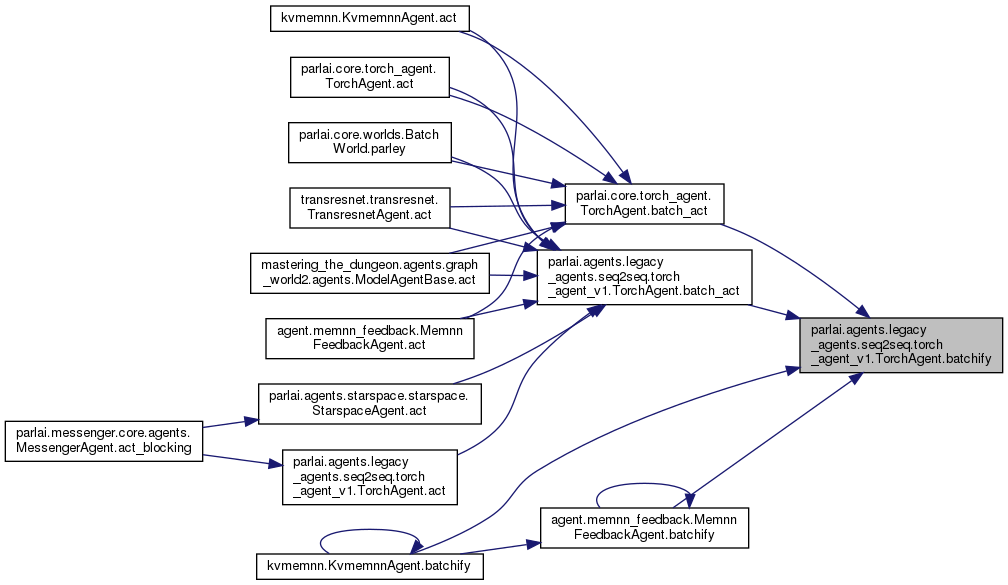 kvmemnn.KvmemnnAgent.act
parlai.core.torch_agent.
TorchAgent.act
parlai.core.worlds.Batch
World.parley
transresnet.transresnet.
TransresnetAgent.act
mastering_the_dungeon.agents.graph
_world2.agents.ModelAgentBase.act
agent.memnn_feedback.Memnn
FeedbackAgent.act
parlai.agents.starspace.starspace.
StarspaceAgent.act
parlai.messenger.core.agents.
MessengerAgent.act_blocking
parlai.agents.legacy
_agents.seq2seq.torch
_agent_v1.TorchAgent.act
kvmemnn.KvmemnnAgent.batchify
parlai.core.torch_agent.
TorchAgent.batch_act
parlai.agents.legacy
_agents.seq2seq.torch
_agent_v1.TorchAgent.batch_act
agent.memnn_feedback.Memnn
FeedbackAgent.batchify
parlai.agents.legacy
_agents.seq2seq.torch
_agent_v1.TorchAgent.batchify